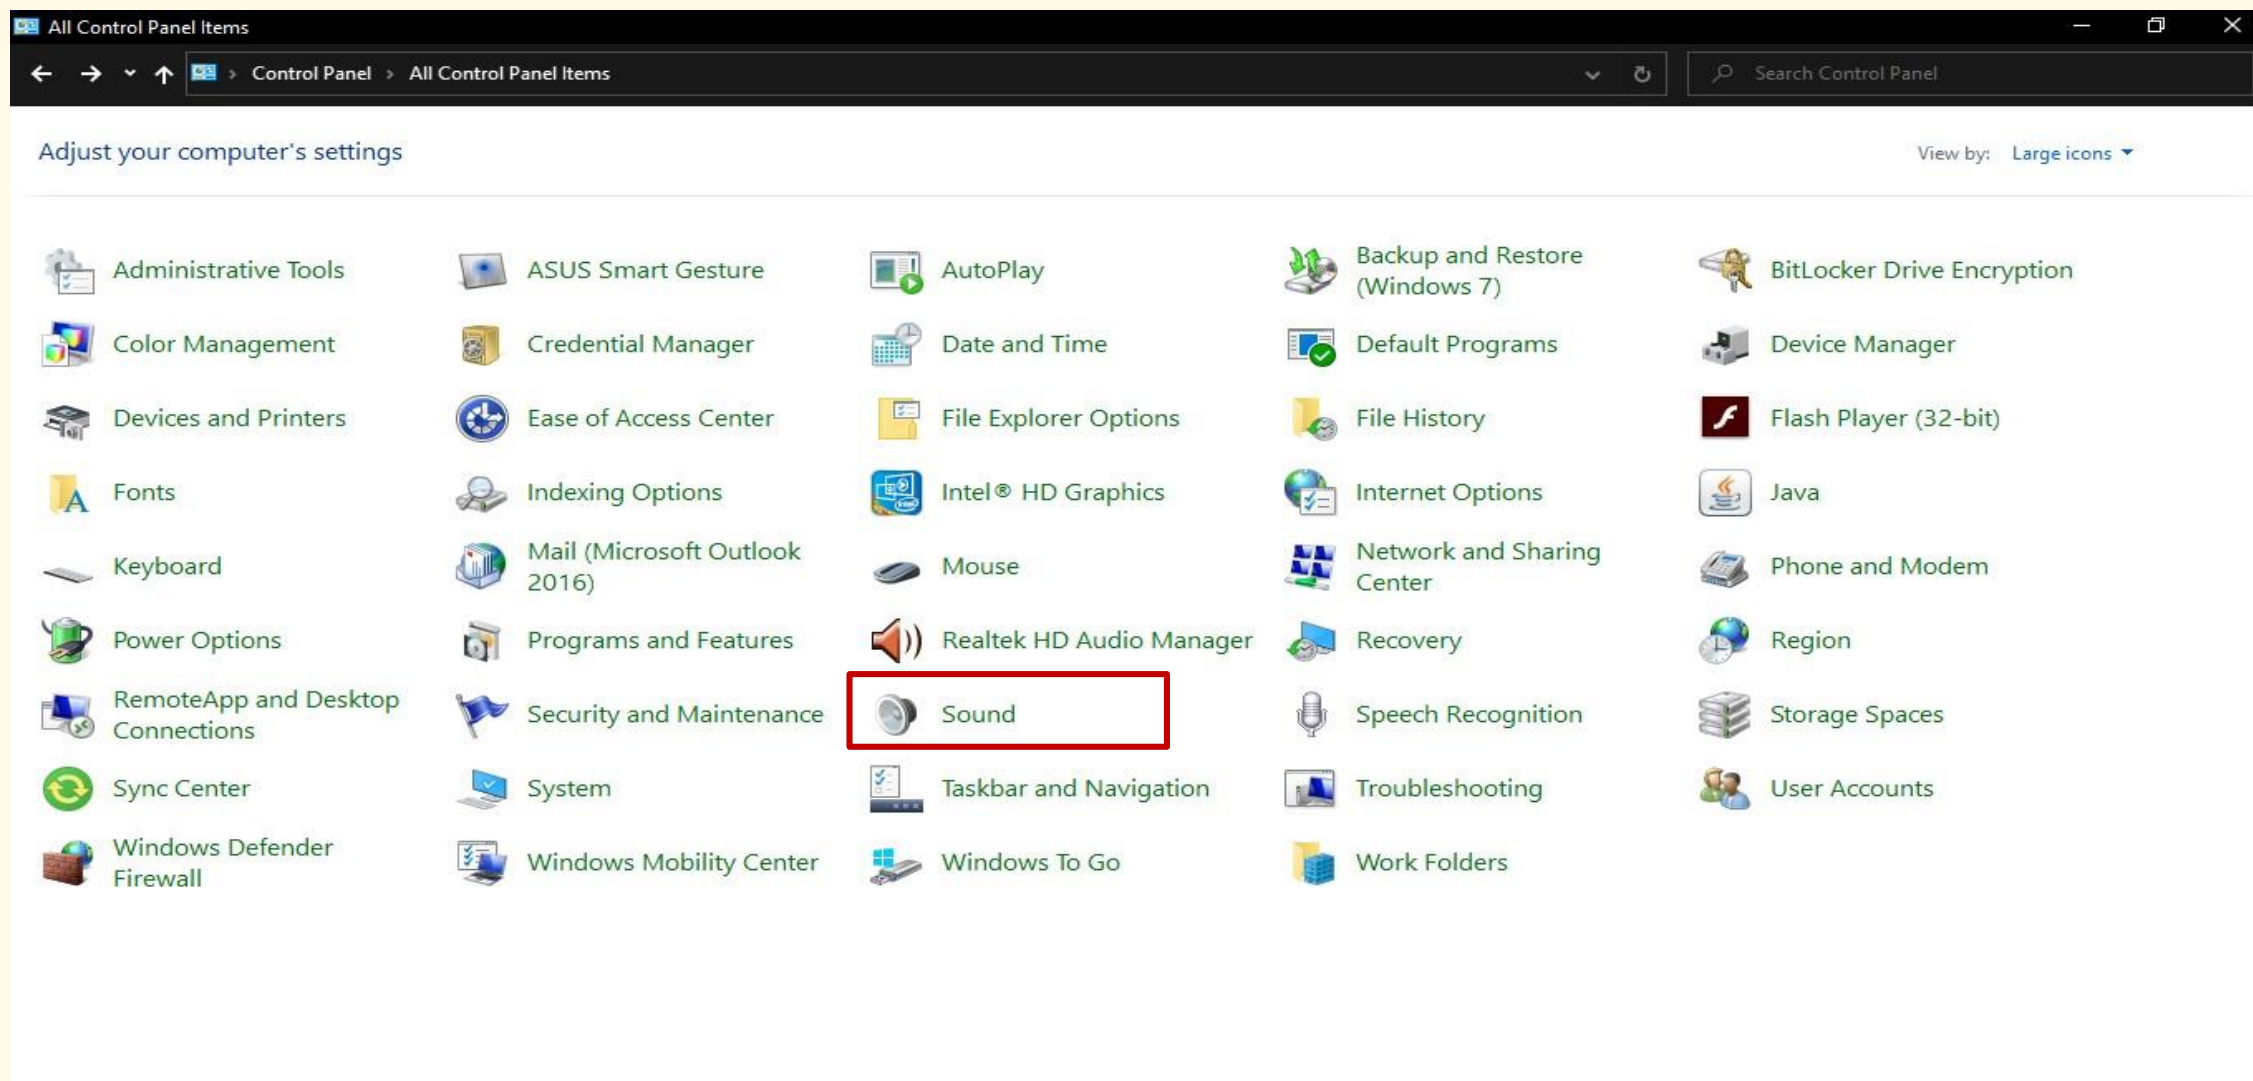 All Control Panel Items
Control Panel > All Control Panel Items
Search Control Panel
Adjust your computer's settings
View by: Large icons
Administrative Tools
ASUS Smart Gesture
AutoPlay
Backup and Restore
(Windows 7)
BitLocker Drive Encryption
Color Management
Credential Manager
Date and Time
Default Programs
Device Manager
Devices and Printers
Ease of Access Center
File Explorer Options
File History
Flash Player (32-bit)
Fonts
Indexing Options
Intel® HD Graphics
Internet Options
Java
Keyboard
Mail (Microsoft Outlook
2016)
Mouse
Network and Sharing
Center
Phone and Modem
Power Options
Programs and Features
Realtek HD Audio Manager
Recovery
Region
RemoteApp and Desktop
Connections
Security and Maintenance
Sound
Speech Recognition
Storage Spaces
Sync Center
System
Taskbar and Navigation
Troubleshooting
User Accounts
Windows Defender
Firewall
Windows Mobility Center
Windows To Go
Work Folders